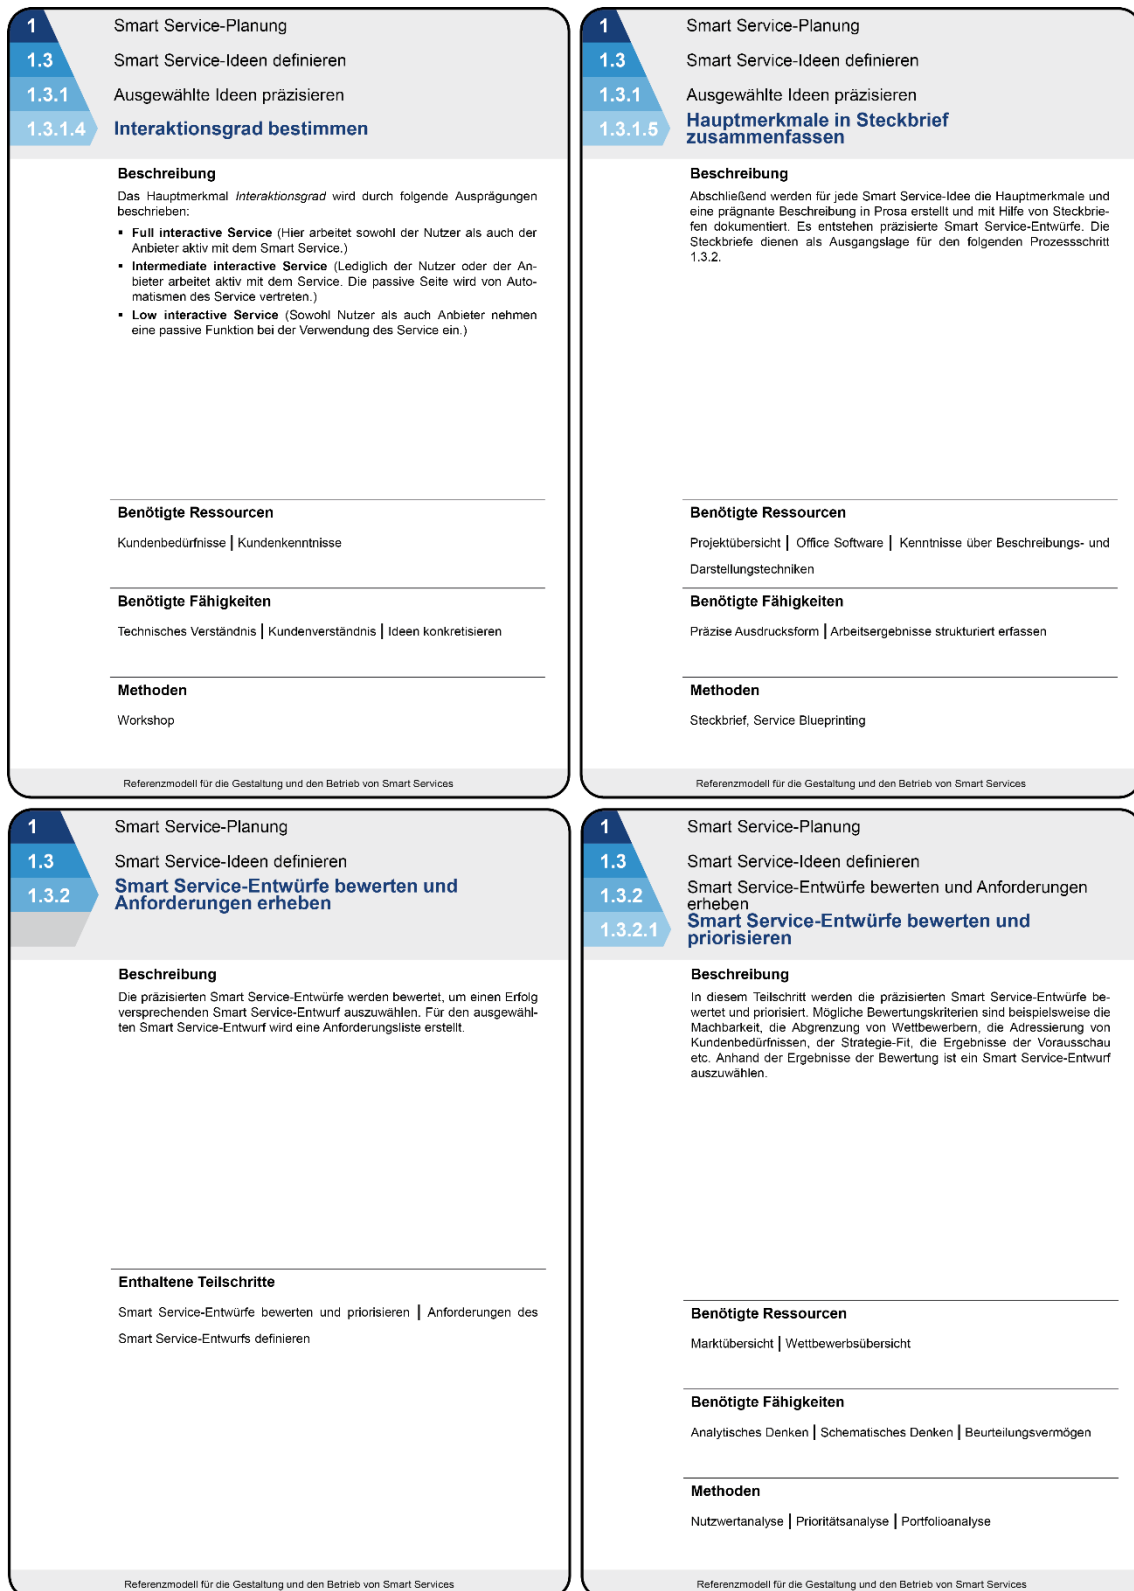 1 Smart Service-Planung
1.3 Smart Service-Ideen definieren
1.3.1 Ausgewählte Ideen präzisieren
1.3.1.4 Interaktionsgrad bestimmen
Beschreibung
Das Hauptmerkmal Interaktionsgrad wird durch folgende Ausprägungen
beschrieben:
▪ Full interactive Service (Hier arbeitet sowohl der Nutzer als auch der
Anbieter aktiv mit dem Smart Service.)
▪ Intermediate interactive Service (Lediglich der Nutzer oder der An-
bieter arbeitet aktiv mit dem Service. Die passive Seite wird von Auto-
matismen des Service vertreten.)
▪ Low interactive Service (Sowohl Nutzer als auch Anbieter nehmen
eine passive Funktion bei der Verwendung des Service ein.)
Benötigte Ressourcen
Kundenbedürfnisse | Kundenkenntnisse
Benötigte Fähigkeiten
Technisches Verständnis | Kundenverständnis | Ideen konkretisieren
Methoden
Workshop
Referenzmodell für die Gestaltung und den Betrieb von Smart Services
1 Smart Service-Planung
1.3 Smart Service-Ideen definieren
1.3.1 Ausgewählte Ideen präzisieren
1.3.1.5 Hauptmerkmale in Steckbrief
zusammenfassen
Beschreibung
Abschließend werden für jede Smart Service-Idee die Hauptmerkmale und
eine prägnante Beschreibung in Prosa erstellt und mit Hilfe von Steckbrie-
fen dokumentiert. Es entstehen präzisierte Smart Service-Entwürfe. Die
Steckbriefe dienen als Ausgangslage für den folgenden Prozessschritt
1.3.2.
Benötigte Ressourcen
Projektübersicht | Office Software | Kenntnisse über Beschreibungs- und
Darstellungstechniken
Benötigte Fähigkeiten
Präzise Ausdrucksform | Arbeitsergebnisse strukturiert erfassen
Methoden
Steckbrief, Service Blueprinting
Referenzmodell für die Gestaltung und den Betrieb von Smart Services
1 Smart Service-Planung
1.3 Smart Service-Ideen definieren
1.3.2 Smart Service-Entwürfe bewerten und
Anforderungen erheben
Beschreibung
Die präzisierten Smart Service-Entwürfe werden bewertet, um einen Erfolg
versprechenden Smart Service-Entwurf auszuwählen. Für den ausgewähl-
ten Smart Service-Entwurf wird eine Anforderungsliste erstellt.
Enthaltene Teilschritte
Smart Service-Entwürfe bewerten und priorisieren | Anforderungen des
Smart Service-Entwurfs definieren
Referenzmodell für die Gestaltung und den Betrieb von Smart Services
1 Smart Service-Planung
1.3 Smart Service-Ideen definieren
1.3.2 Smart Service-Entwürfe bewerten und Anforderungen
erheben
1.3.2.1 Smart Service-Entwürfe bewerten und
priorisieren
Beschreibung
In diesem Teilschritt werden die präzisierten Smart Service-Entwürfe be-
wertet und priorisiert. Mögliche Bewertungskriterien sind beispielsweise die
Machbarkeit, die Abgrenzung von Wettbewerbern, die Adressierung von
Kundenbedürfnissen, der Strategie-Fit, die Ergebnisse der Vorausschau
etc. Anhand der Ergebnisse der Bewertung ist ein Smart Service-Entwurf
auszuwählen.
Benötigte Ressourcen
Marktübersicht | Wettbewerbsübersicht
Benötigte Fähigkeiten
Analytisches Denken | Schematisches Denken | Beurteilungsvermögen
Methoden
Nutzwertanalyse | Prioritätsanalyse | Portfolioanalyse
Referenzmodell für die Gestaltung und den Betrieb von Smart Services